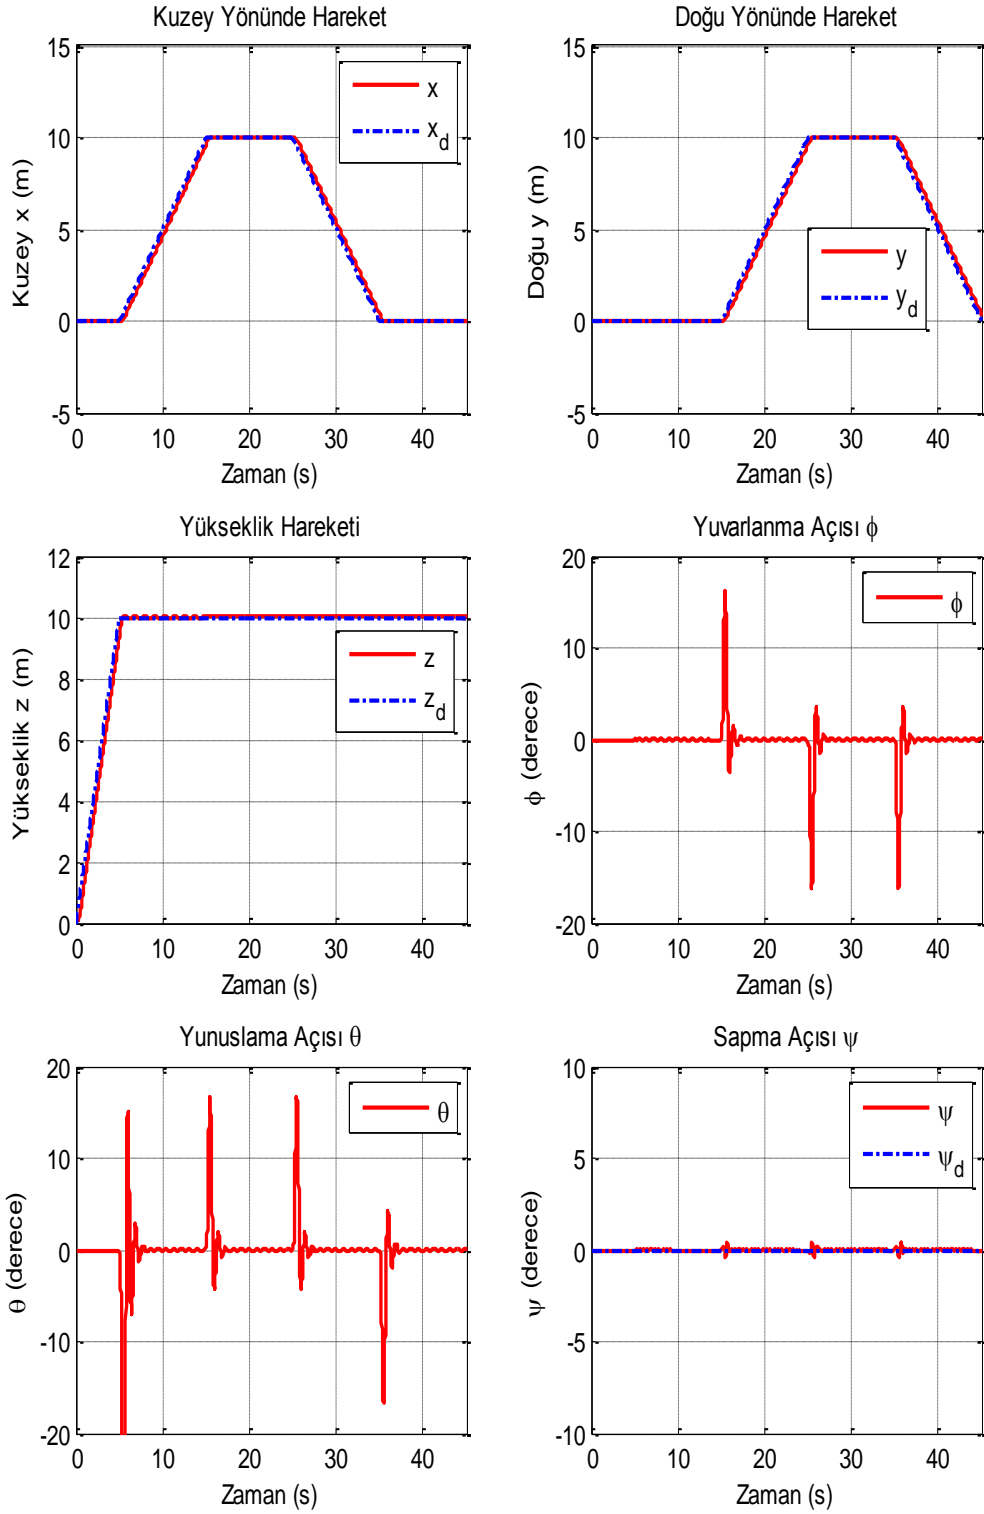 Kuzey Yönünde Hareket
Kuzey x (m)
15
10
5
0
-5
x
x_d
0 10 20 30 40
Zaman (s)
Doğu Yönünde Hareket
Doğu y (m)
15
10
5
0
-5
y
y_d
0 10 20 30 40
Zaman (s)
Yükseklik Hareketi
Yükseklik z (m)
12
10
8
6
4
2
0
z
z_d
0 10 20 30 40
Zaman (s)
Yuvarlanma Açısı ϕ
ϕ (derece)
20
10
0
-10
-20
ϕ
0 10 20 30 40
Zaman (s)
Yunuslama Açısı θ
θ (derece)
20
10
0
-10
-20
θ
0 10 20 30 40
Zaman (s)
Sapma Açısı ψ
ψ (derece)
10
5
0
-5
-10
ψ
ψ_d
0 10 20 30 40
Zaman (s)